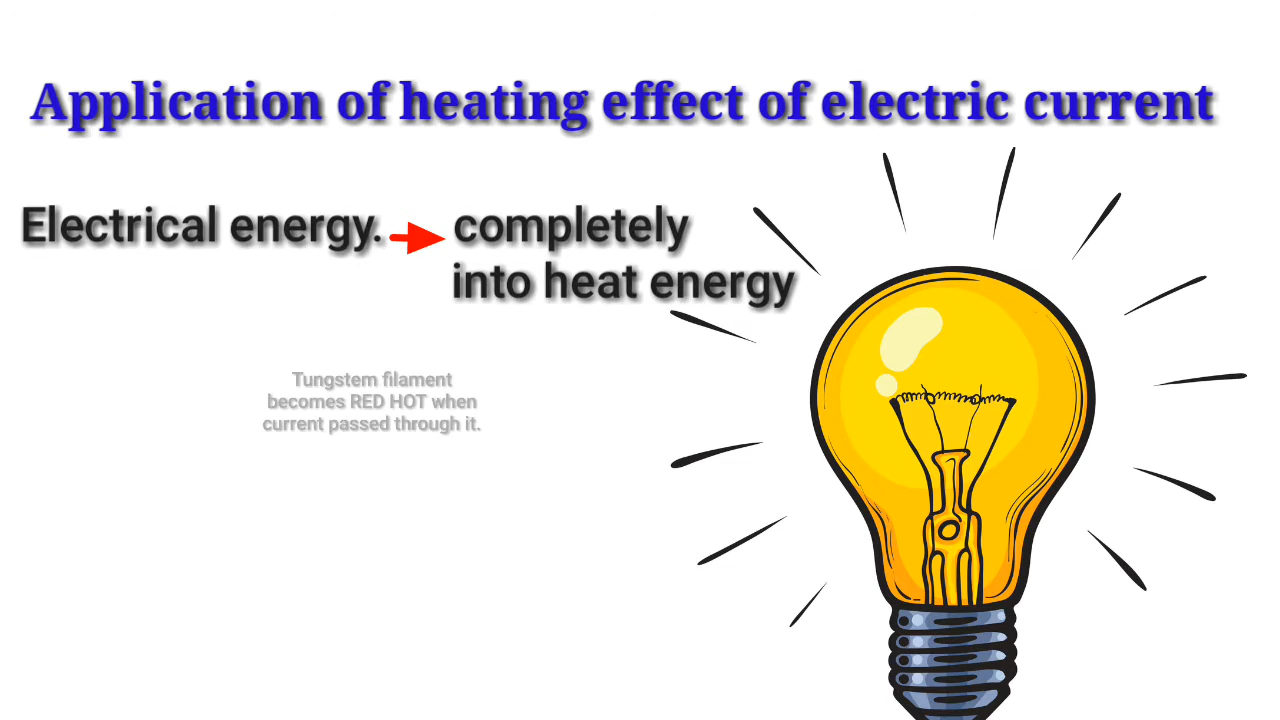 Application of heating effect of electric current
Electrical energy. completely
into heat energy
Tungstem filament
becomes RED HOT when
current passed through it.